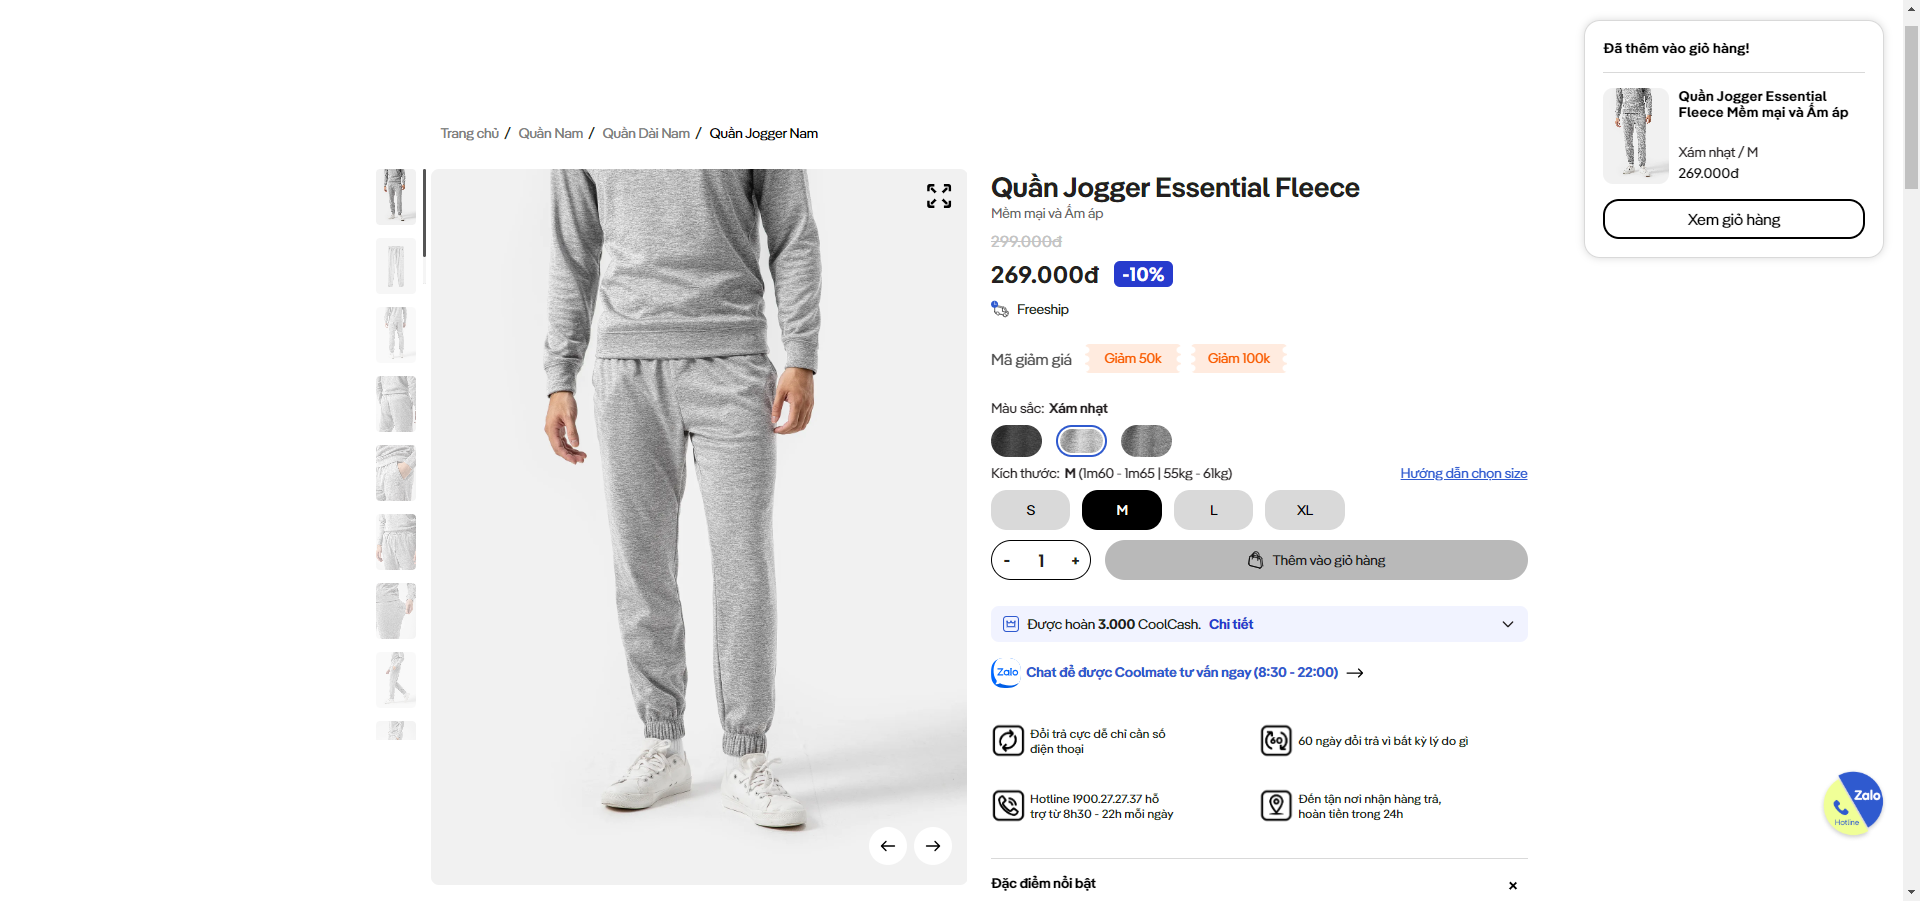 Đã thêm vào giỏ hàng!
Quần Jogger Essential
Fleece Mềm mại và Ấm áp
Xám nhạt / M
269.000đ
Xem giỏ hàng
Trang chủ / Quần Nam / Quần Dài Nam / Quần Jogger Nam
Quần Jogger Essential Fleece
Mềm mại và Ấm áp
299.000đ
269.000đ -10%
Freeship
Mã giảm giá Giảm 50k Giảm 100k
Màu sắc: Xám nhạt
Kích thước: M (1m60 - 1m65 | 55kg - 61kg) Hướng dẫn chọn size
S M L XL
- 1 + Thêm vào giỏ hàng
Được hoàn 3.000 CoolCash. Chi tiết
Zalo Chat để được Coolmate tư vấn ngay (8:30 - 22:00)
Đổi trả cực dễ chỉ cần số
điện thoại
60 60 ngày đổi trả vì bất kỳ lý do gì
Hotline 1900.27.27.37 hỗ
trợ từ 8h30 - 22h mỗi ngày
Đến tận nơi nhận hàng trả,
hoàn tiền trong 24h
Zalo
Hotline
Đặc điểm nổi bật